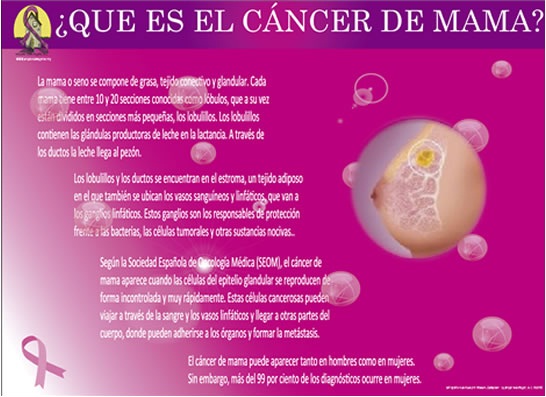 ¿QUE ES EL CÁNCER DE MAMA?
La mama o seno se compone de grasa, tejido conectivo y glandular. Cada
mama tiene entre 10 y 20 secciones conocidas como lóbulos, que a su vez
están divididos en secciones más pequeñas, los lobulillos. Los lobulillos
contienen las glándulas productoras de leche en la lactancia. A través de
los ductos la leche llega al pezón.
Los lobulillos y los ductos se encuentran en el estroma, un tejido adiposo
en el que también se ubican los vasos sanguíneos y linfáticos, que van a
los ganglios linfáticos. Estos ganglios son los responsables de protección
frente a las bacterias, las células tumorales y otras sustancias nocivas..
Según la Sociedad Española de Oncología Médica (SEOM), el cáncer de
mama aparece cuando las células del epitelio glandular se reproducen de
forma incontrolada y muy rápidamente. Estas células cancerosas pueden
viajar a través de la sangre y los vasos linfáticos y llegar a otras partes del
cuerpo, donde pueden adherirse a los órganos y formar la metástasis.
El cáncer de mama puede aparecer tanto en hombres como en mujeres.
Sin embargo, más del 99 por ciento de los diagnósticos ocurre en mujeres.